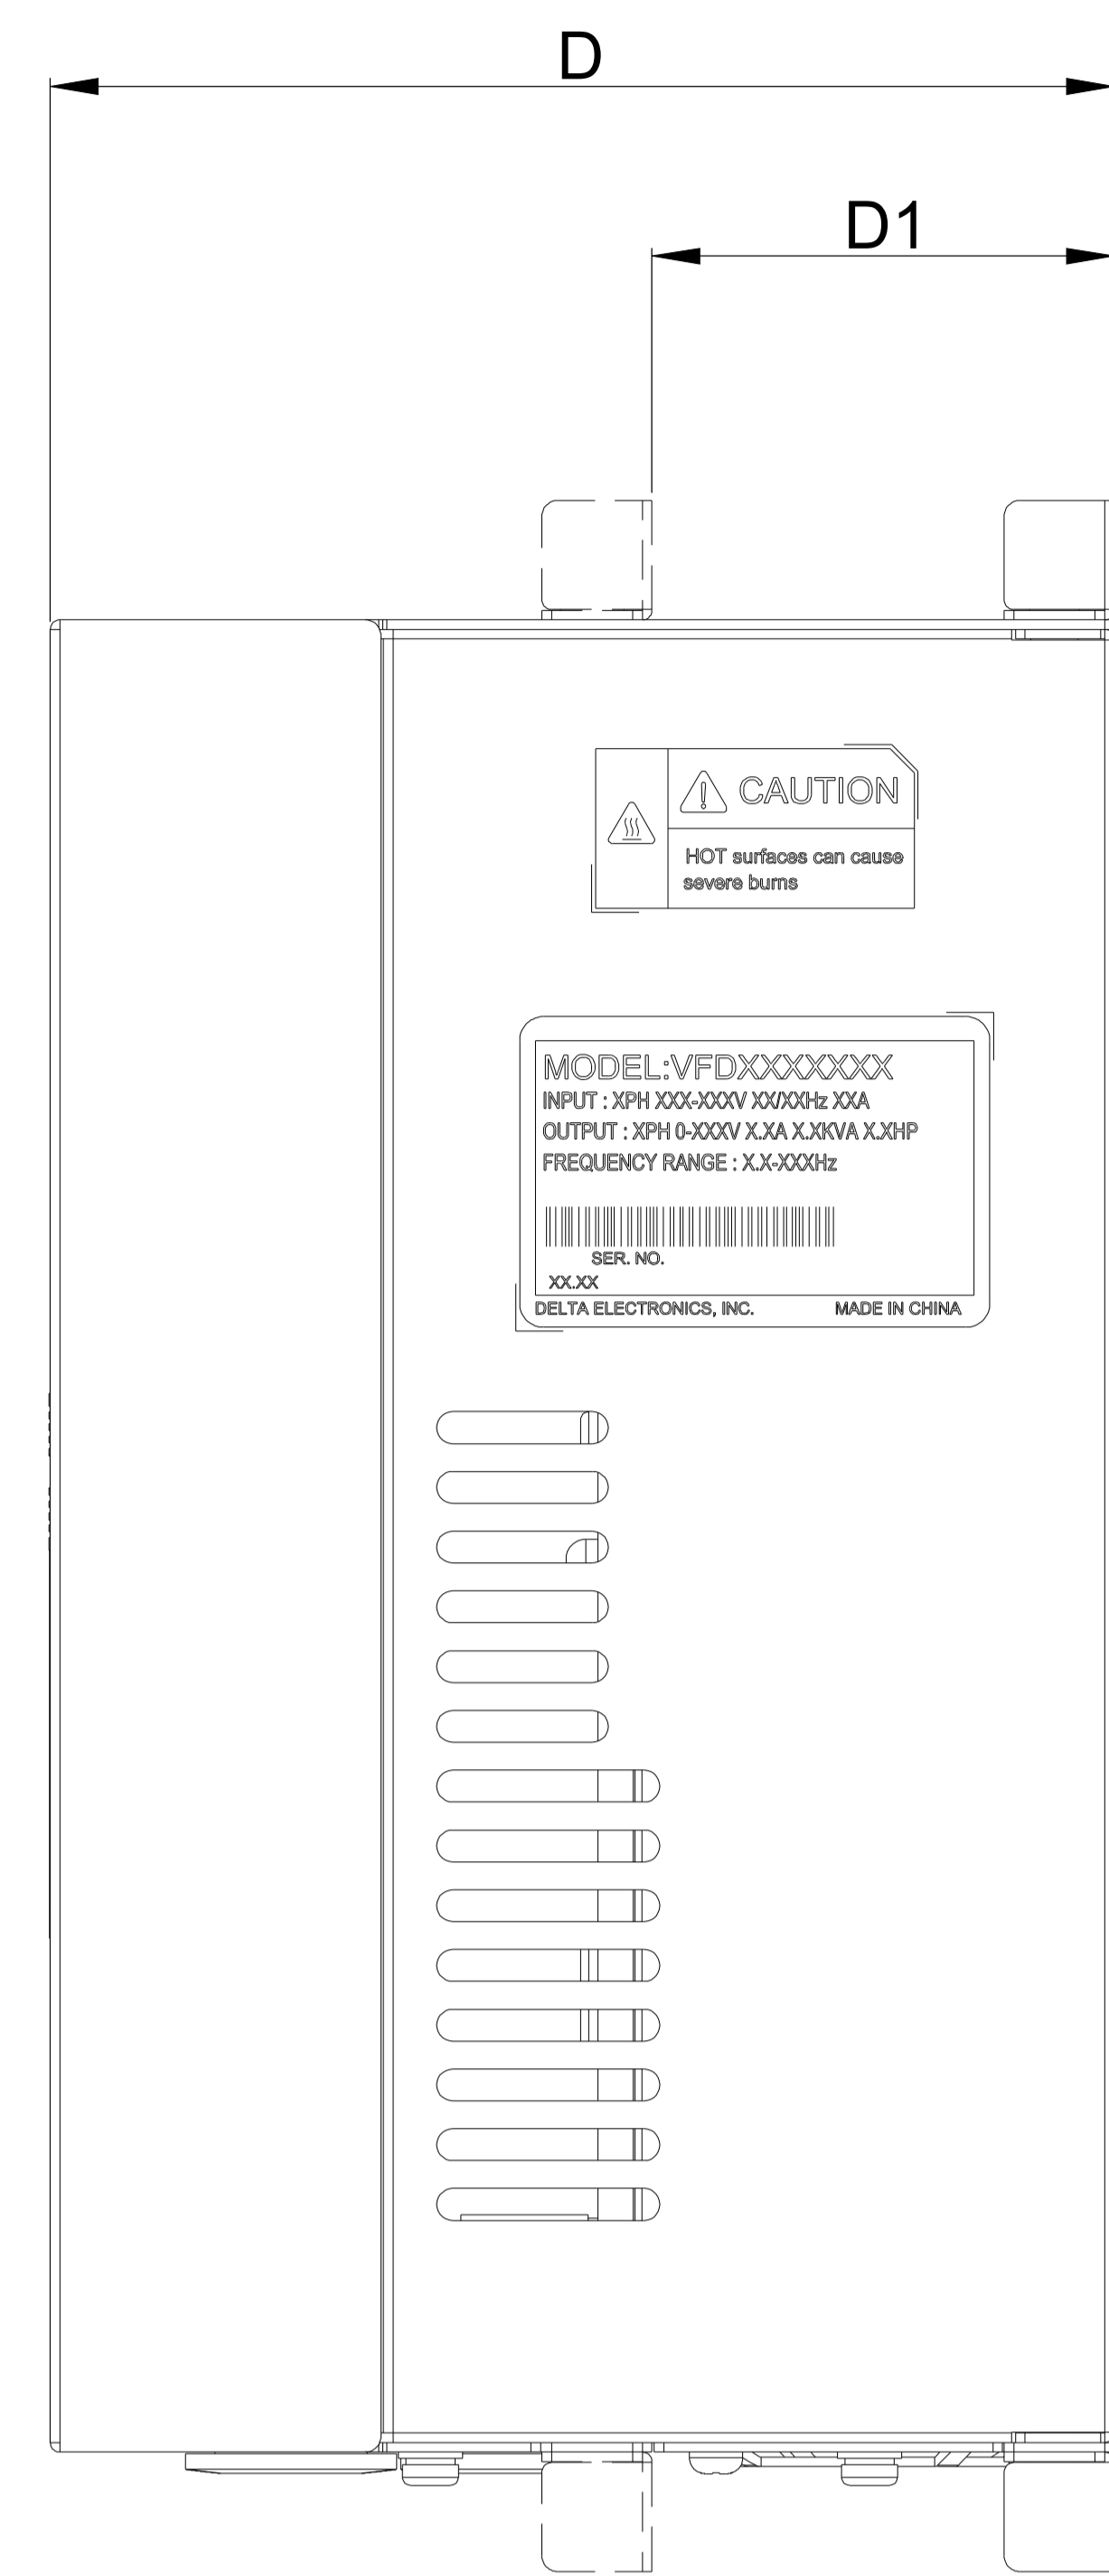 D
D1
CAUTION
HOT surfaces can cause
severe burns
MODEL:VFDXXXXXXX
INPUT : XPH XXX-XXXV XX/XXHz XXA
OUTPUT : XPH 0-XXXV X.XA X.XKVA X.XHP
FREQUENCY RANGE : X.X-XXXHz
SER. NO.
XX.XX
DELTA ELECTRONICS, INC. MADE IN CHINA